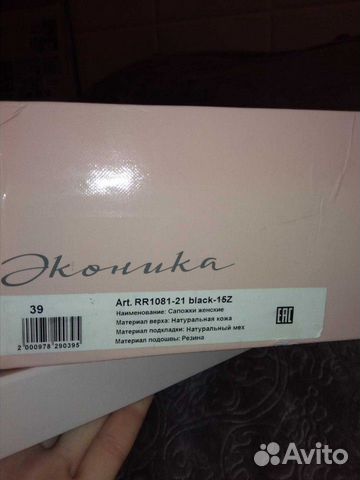 Эконика
39
Art. RR1081-21 black-15Z
Наименование: Сапожки женские
Материал верха: Натуральная кожа
Материал подкладки: Натуральный мех
Материал подошвы: Резина
2 000978 290395
EAC
Avito